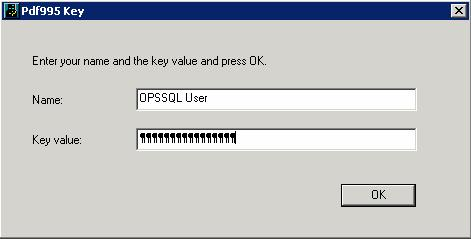 Pdf995 Key
Enter your name and the key value and press OK.
Name: OPSSQL User
Key value: ¶¶¶¶¶¶¶¶¶¶¶¶¶¶¶¶
OK